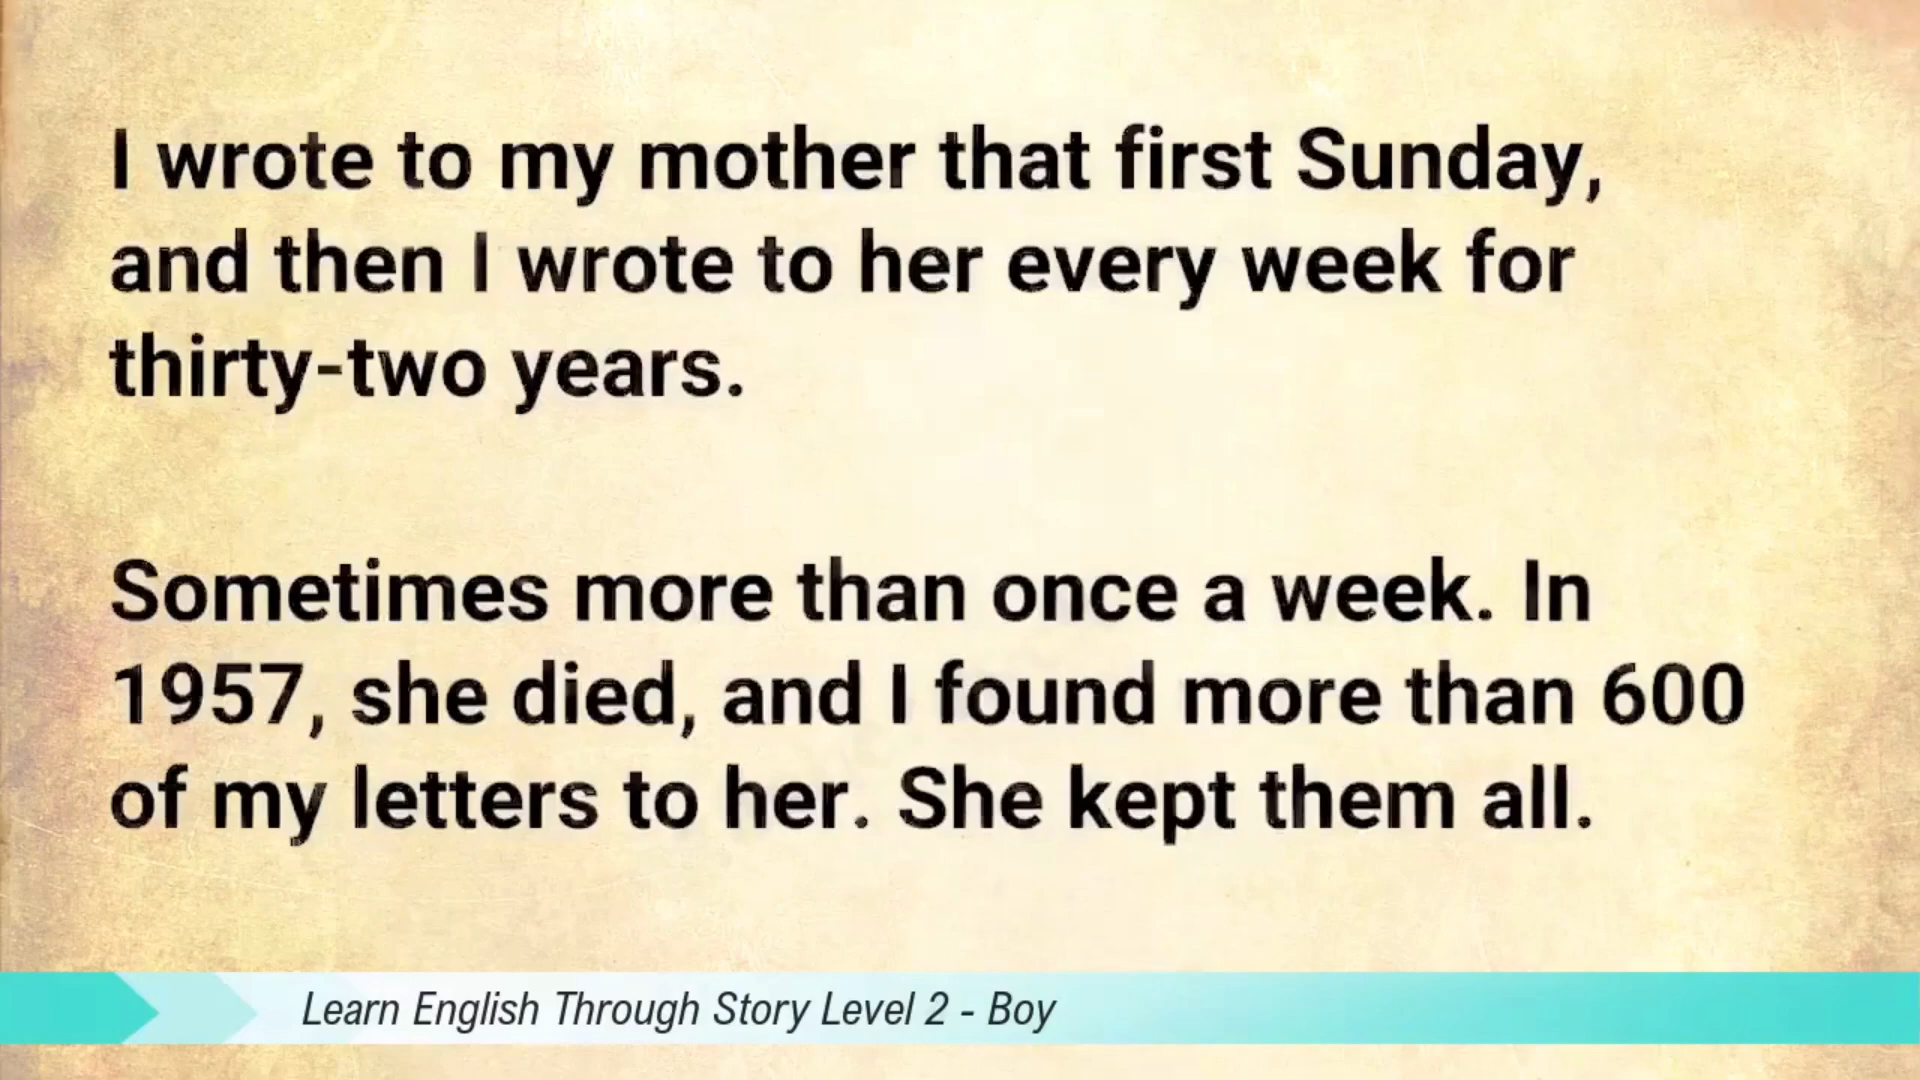 I wrote to my mother that first Sunday,
and then I wrote to her every week for
thirty-two years.
Sometimes more than once a week. In
1957, she died, and I found more than 600
of my letters to her. She kept them all.
Learn English Through Story Level 2 - Boy